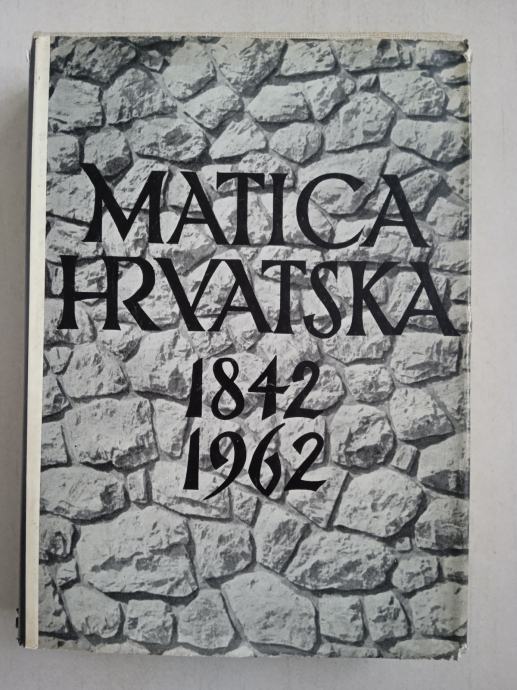 MATICA
HRVATSKA
1842
1962